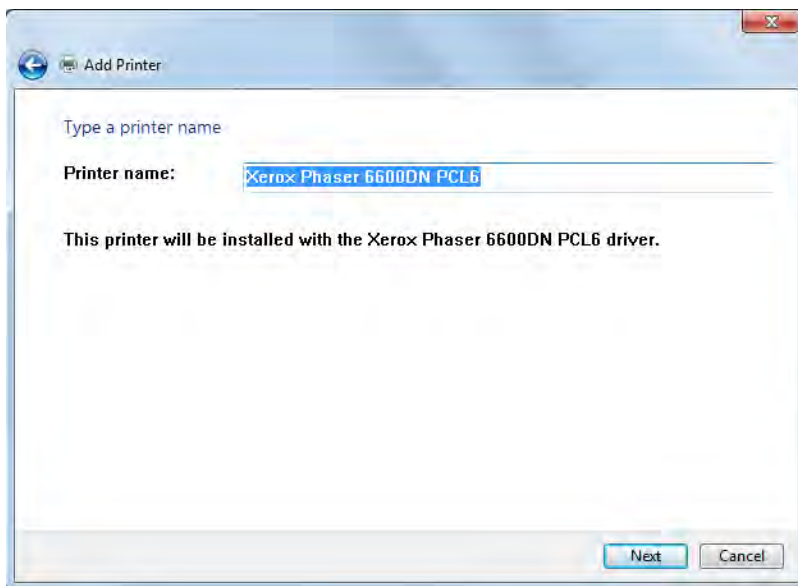 Add Printer
Type a printer name
Printer name: Xerox Phaser 6600DN PCL6
This printer will be installed with the Xerox Phaser 6600DN PCL6 driver.
Next Cancel